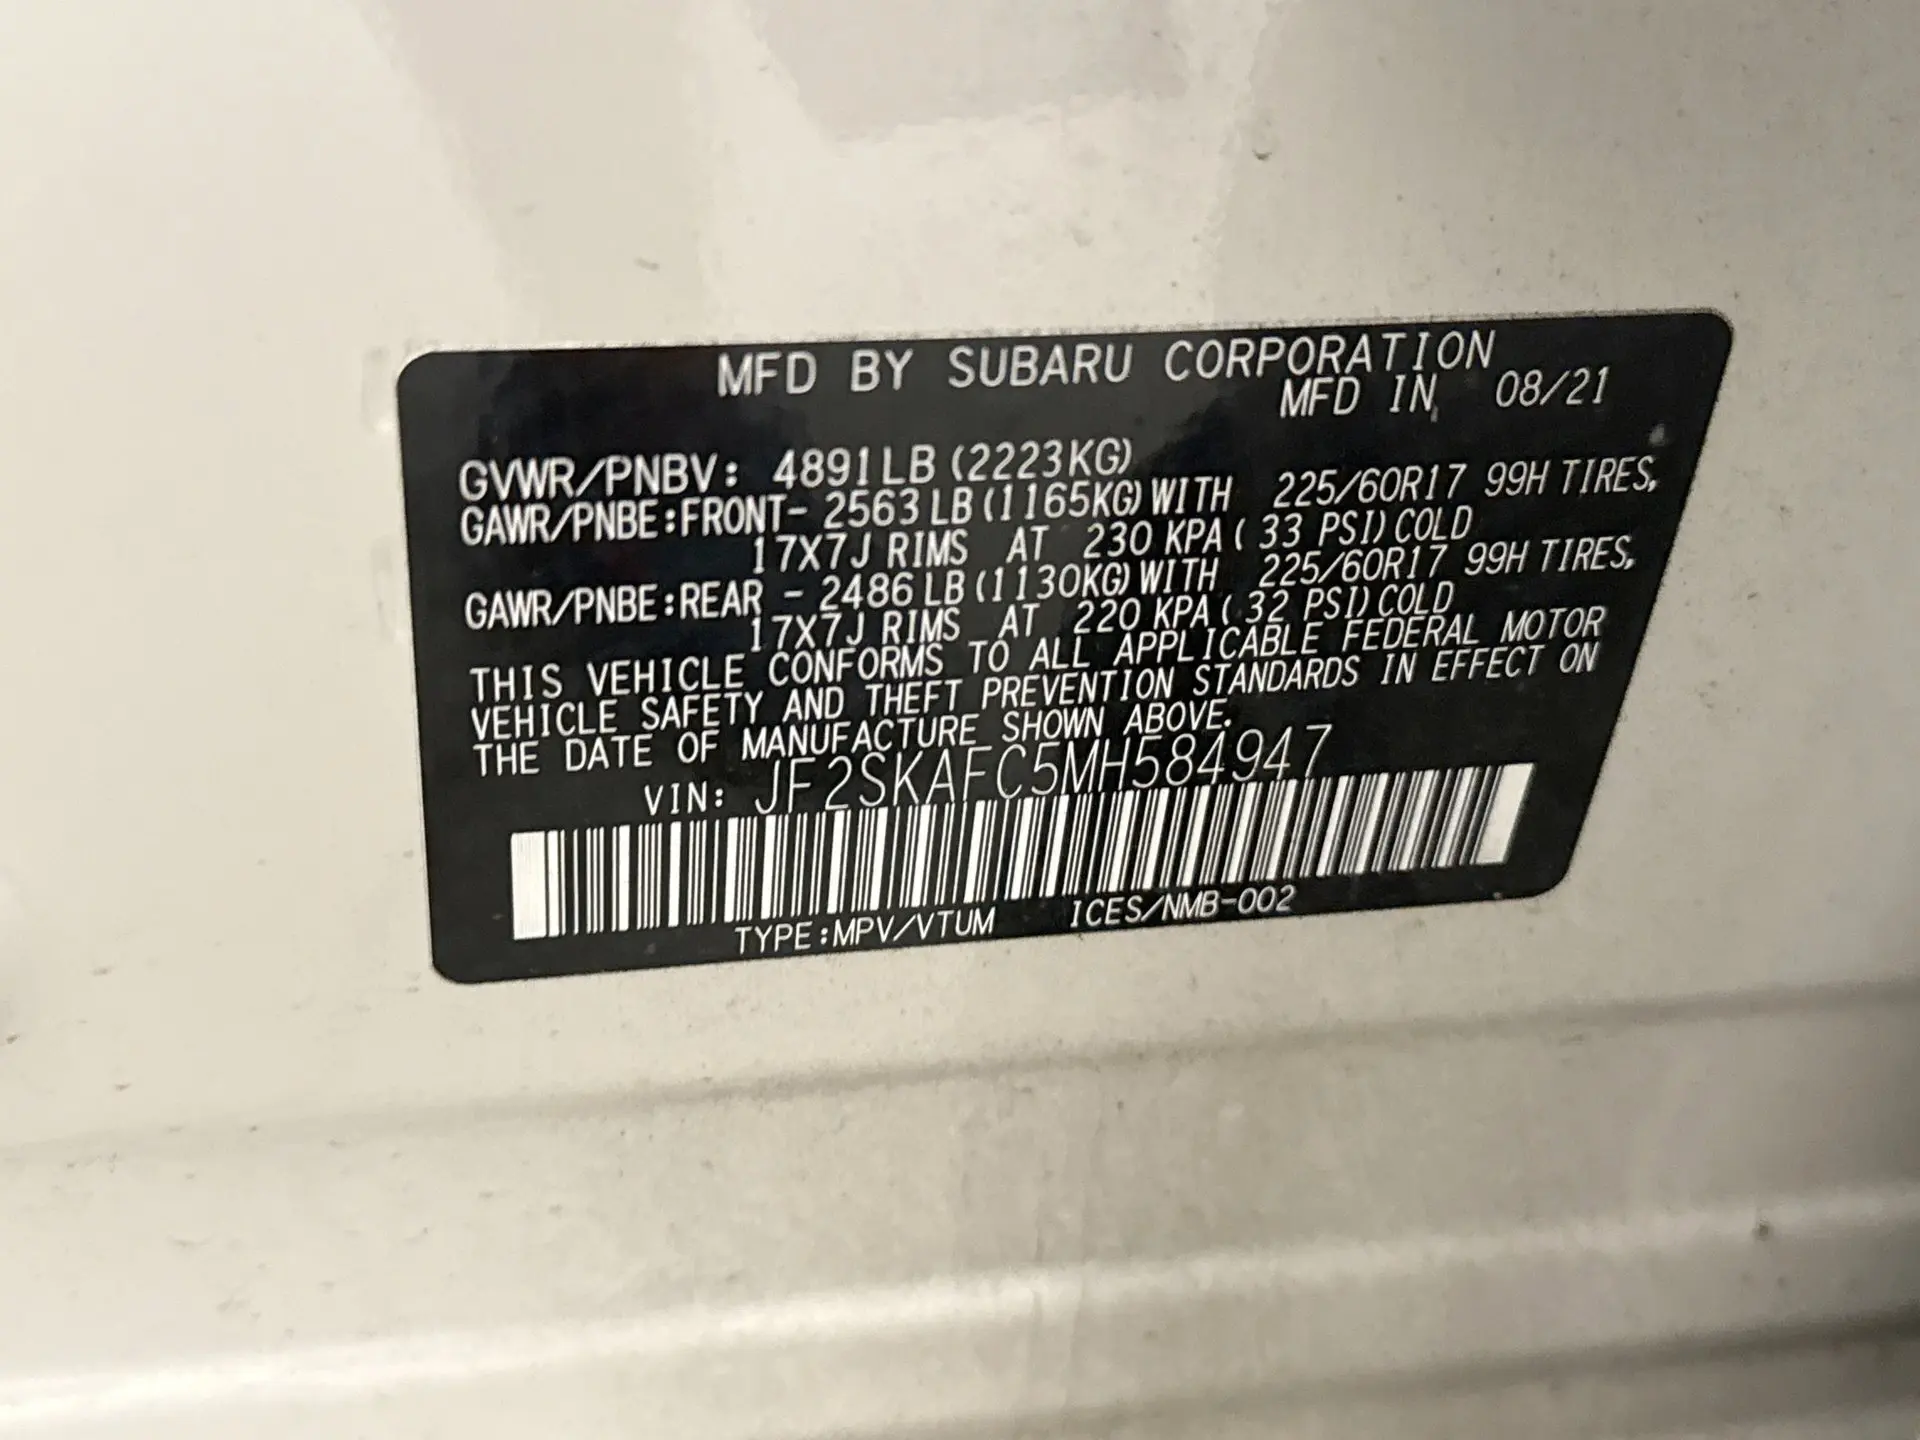 MFD BY SUBARU CORPORATION
MFD IN 08/21
GVWR/PNBV: 4891LB (2223KG)
GAWR/PNBE:FRONT- 2563LB (1165KG) WITH 225/60R17 99H TIRES,
17X7J RIMS AT 230 KPA ( 33 PSI) COLD
GAWR/PNBE:REAR - 2486LB (1130KG) WITH 225/60R17 99H TIRES,
17X7J RIMS AT 220 KPA ( 32 PSI) COLD
THIS VEHICLE CONFORMS TO ALL APPLICABLE FEDERAL MOTOR
VEHICLE SAFETY AND THEFT PREVENTION STANDARDS IN EFFECT ON
THE DATE OF MANUFACTURE SHOWN ABOVE.
VIN: JF2SKAFC5MH584947
TYPE:MPV/VTUM ICES/NMB-002